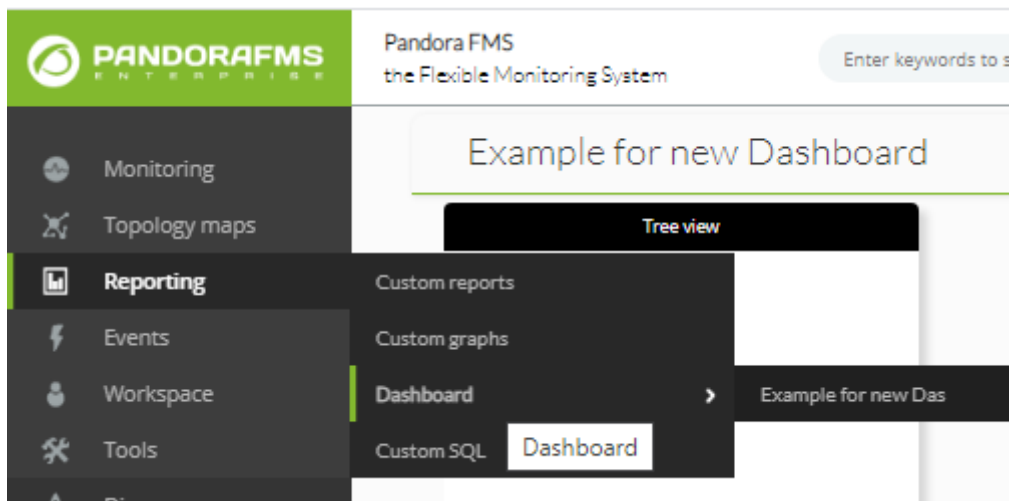 PANDORAFMS
ENTERPRISE
Pandora FMS
the Flexible Monitoring System
Enter keywords to s
Example for new Dashboard
Tree view
Monitoring
Topology maps
Reporting
Events
Workspace
Tools
Custom reports
Custom graphs
Dashboard
Custom SQL
Dashboard
Example for new Das